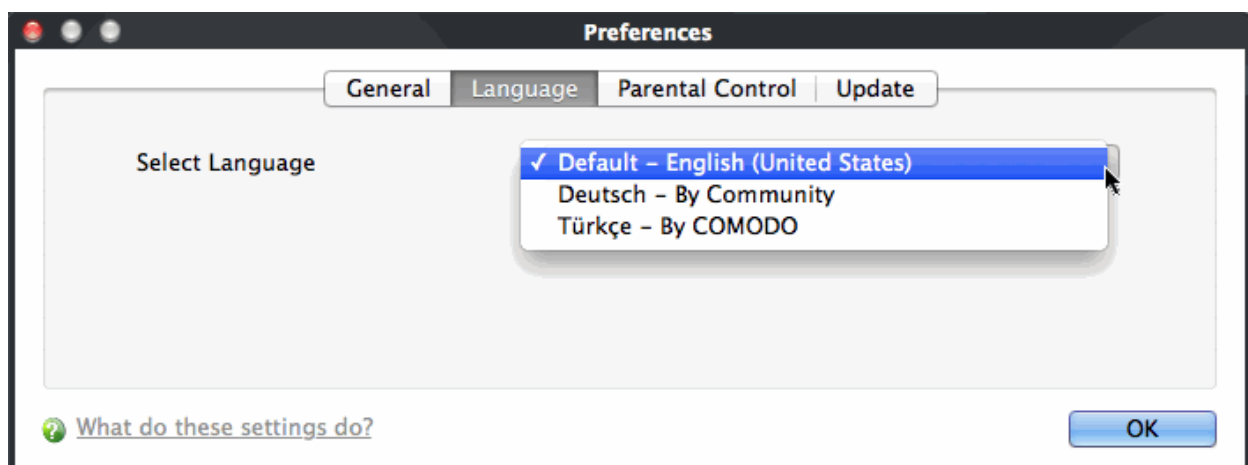 Preferences
General Language Parental Control Update
Select Language
✓ Default – English (United States)
Deutsch – By Community
Türkçe – By COMODO
What do these settings do?
OK